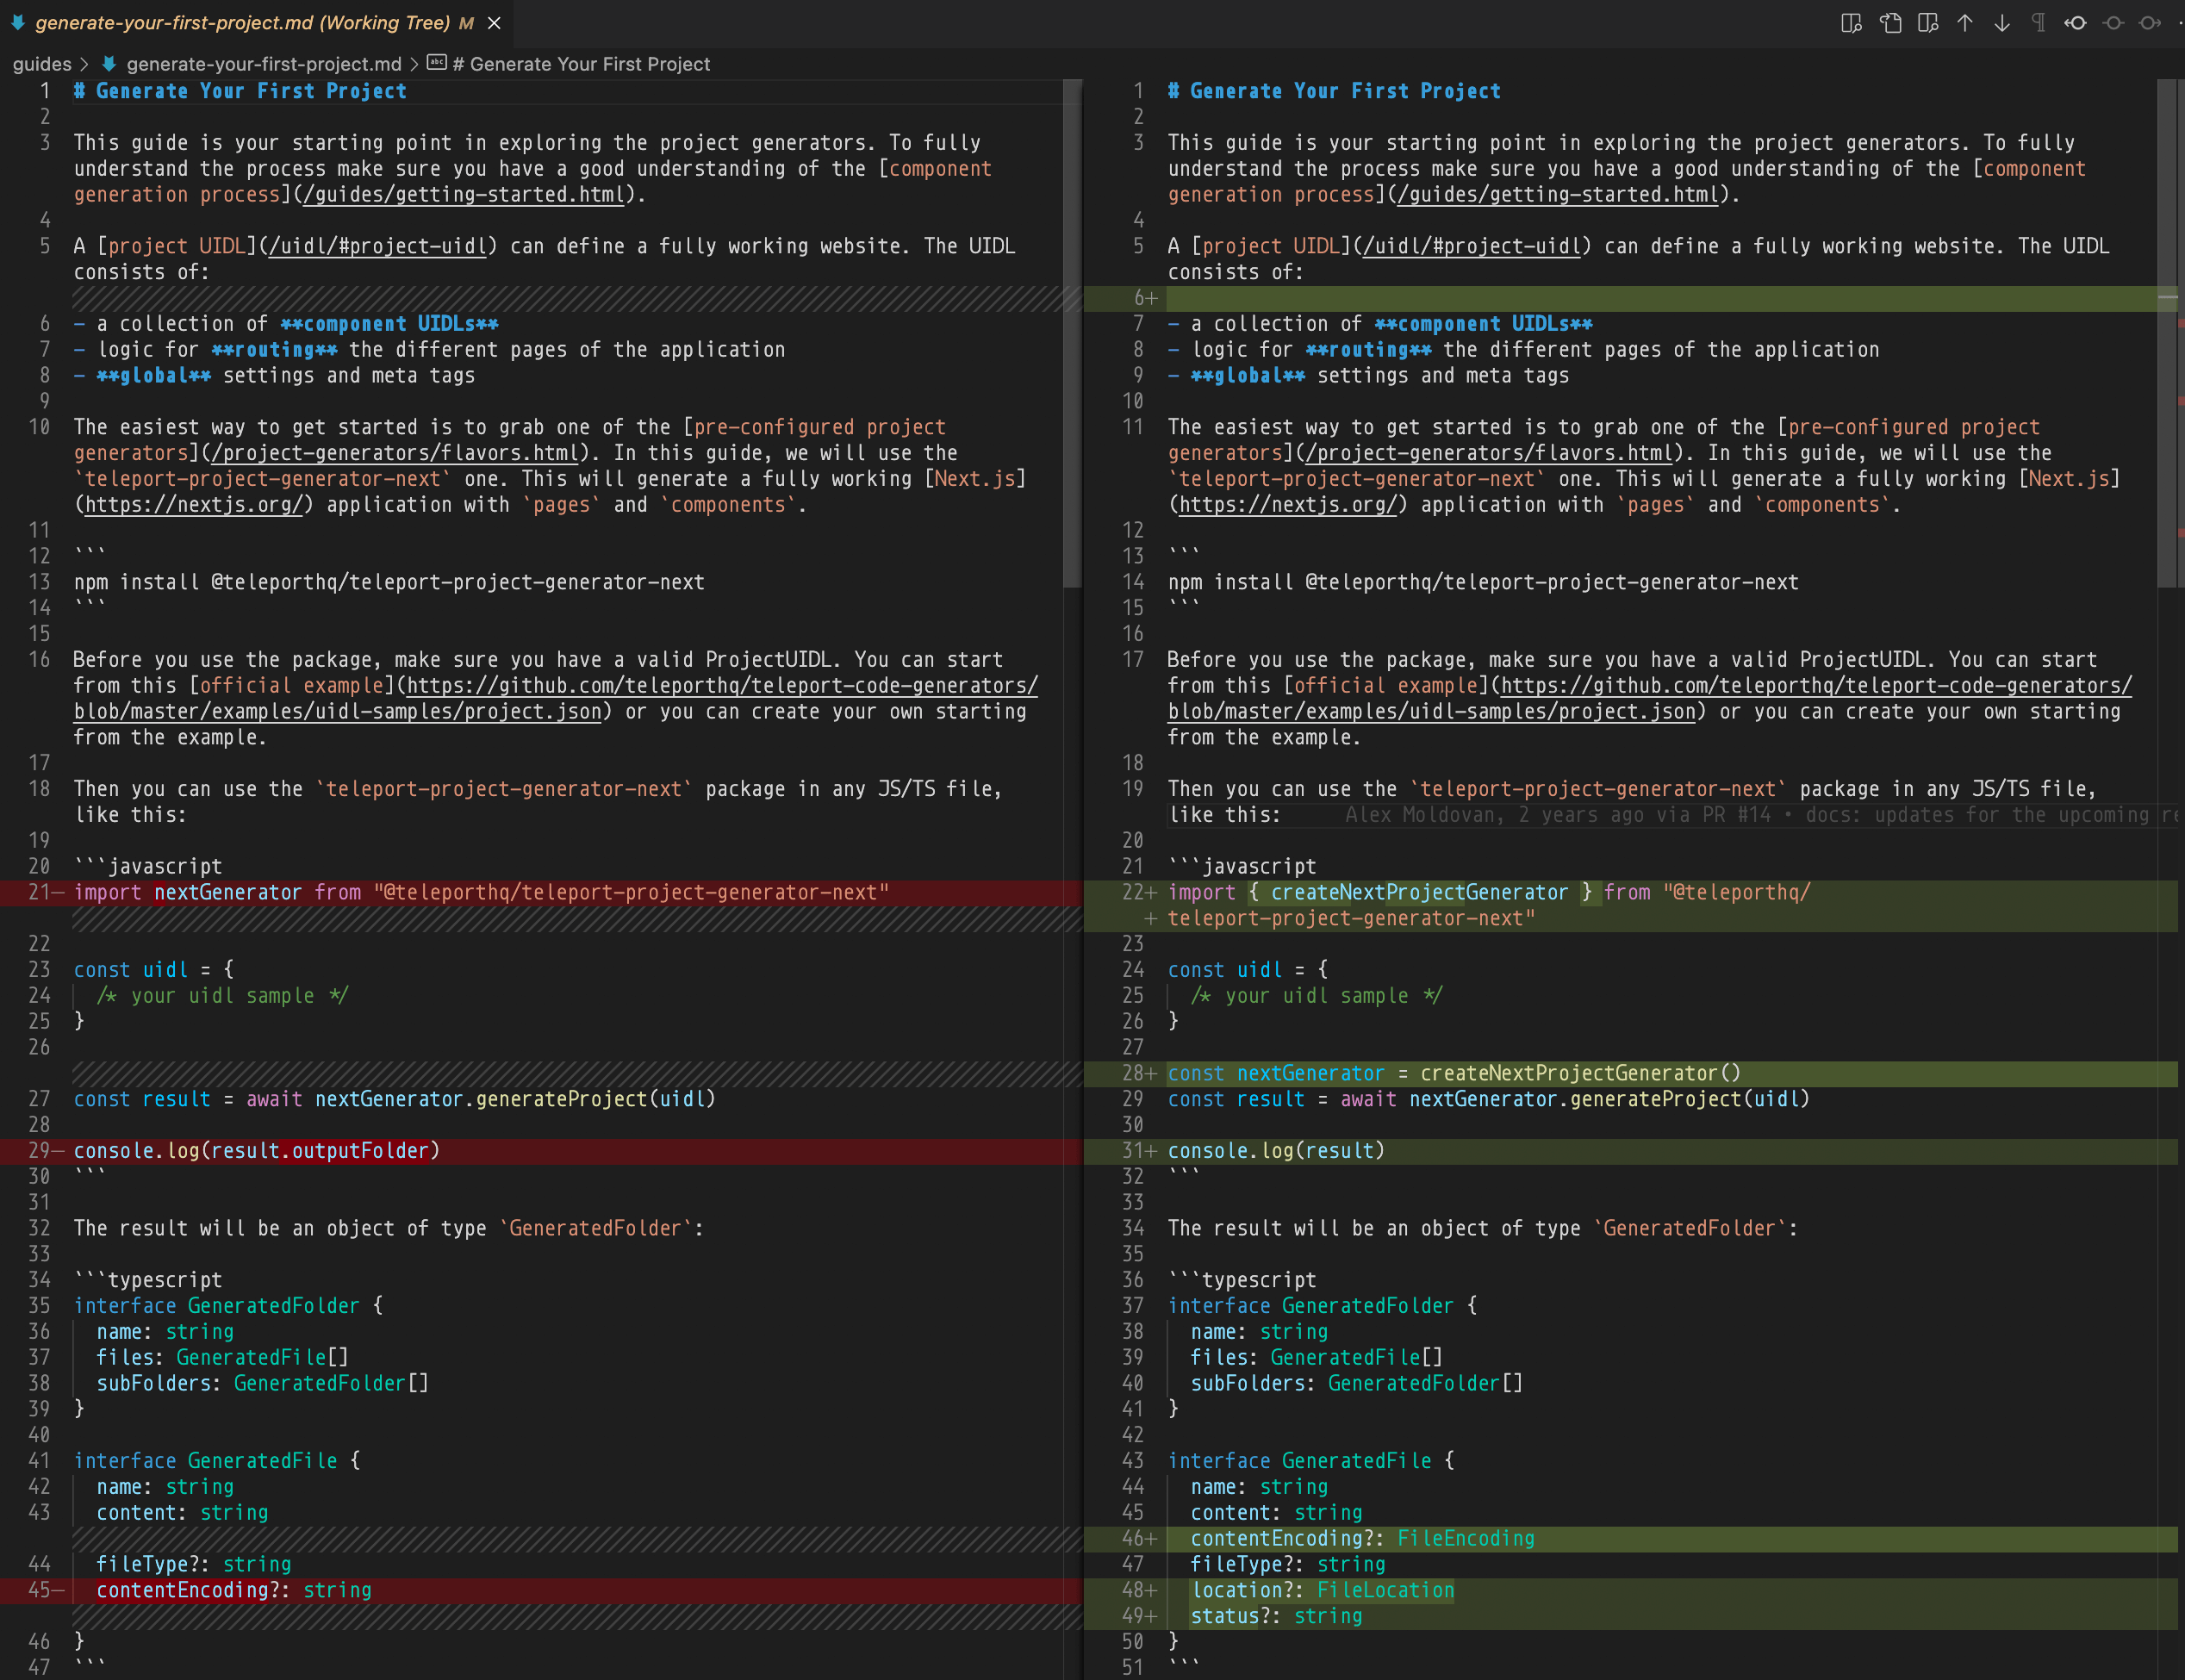 generate-your-first-project.md (Working Tree) M
guides > generate-your-first-project.md > # Generate Your First Project
1 # Generate Your First Project
2
3 This guide is your starting point in exploring the project generators. To fully
understand the process make sure you have a good understanding of the [component
generation process](/guides/getting-started.html).
4
5 A [project UIDL](/uidl/#project-uidl) can define a fully working website. The UIDL
consists of:
6 - a collection of **component UIDLs**
7 - logic for **routing** the different pages of the application
8 - **global** settings and meta tags
9
10 The easiest way to get started is to grab one of the [pre-configured project
generators](/project-generators/flavors.html). In this guide, we will use the
`teleport-project-generator-next` one. This will generate a fully working [Next.js]
(https://nextjs.org/) application with `pages` and `components`.
11
12 ```
13 npm install @teleporthq/teleport-project-generator-next
14 ```
15
16 Before you use the package, make sure you have a valid ProjectUIDL. You can start
from this [official example](https://github.com/teleporthq/teleport-code-generators/
blob/master/examples/uidl-samples/project.json) or you can create your own starting
from the example.
17
18 Then you can use the `teleport-project-generator-next` package in any JS/TS file,
like this:
19
20 ```javascript
21- import nextGenerator from "@teleporthq/teleport-project-generator-next"
22
23 const uidl = {
24   /* your uidl sample */
25 }
26
27 const result = await nextGenerator.generateProject(uidl)
28
29- console.log(result.outputFolder)
30 ```
31
32 The result will be an object of type `GeneratedFolder`:
33
34 ```typescript
35 interface GeneratedFolder {
36   name: string
37   files: GeneratedFile[]
38   subFolders: GeneratedFolder[]
39 }
40
41 interface GeneratedFile {
42   name: string
43   content: string
44   fileType?: string
45-   contentEncoding?: string
46 }
47 ```
1 # Generate Your First Project
2
3 This guide is your starting point in exploring the project generators. To fully
understand the process make sure you have a good understanding of the [component
generation process](/guides/getting-started.html).
4
5 A [project UIDL](/uidl/#project-uidl) can define a fully working website. The UIDL
consists of:
6+
7 - a collection of **component UIDLs**
8 - logic for **routing** the different pages of the application
9 - **global** settings and meta tags
10
11 The easiest way to get started is to grab one of the [pre-configured project
generators](/project-generators/flavors.html). In this guide, we will use the
`teleport-project-generator-next` one. This will generate a fully working [Next.js]
(https://nextjs.org/) application with `pages` and `components`.
12
13 ```
14 npm install @teleporthq/teleport-project-generator-next
15 ```
16
17 Before you use the package, make sure you have a valid ProjectUIDL. You can start
from this [official example](https://github.com/teleporthq/teleport-code-generators/
blob/master/examples/uidl-samples/project.json) or you can create your own starting
from the example.
18
19 Then you can use the `teleport-project-generator-next` package in any JS/TS file,
like this: Alex Moldovan, 2 years ago via PR #14 • docs: updates for the upcoming re
20
21 ```javascript
22+ import { createNextProjectGenerator } from "@teleporthq/
+ teleport-project-generator-next"
23
24 const uidl = {
25   /* your uidl sample */
26 }
27
28+ const nextGenerator = createNextProjectGenerator()
29 const result = await nextGenerator.generateProject(uidl)
30
31+ console.log(result)
32 ```
33
34 The result will be an object of type `GeneratedFolder`:
35
36 ```typescript
37 interface GeneratedFolder {
38   name: string
39   files: GeneratedFile[]
40   subFolders: GeneratedFolder[]
41 }
42
43 interface GeneratedFile {
44   name: string
45   content: string
46+   contentEncoding?: FileEncoding
47   fileType?: string
48+   location?: FileLocation
49+   status?: string
50 }
51 ```